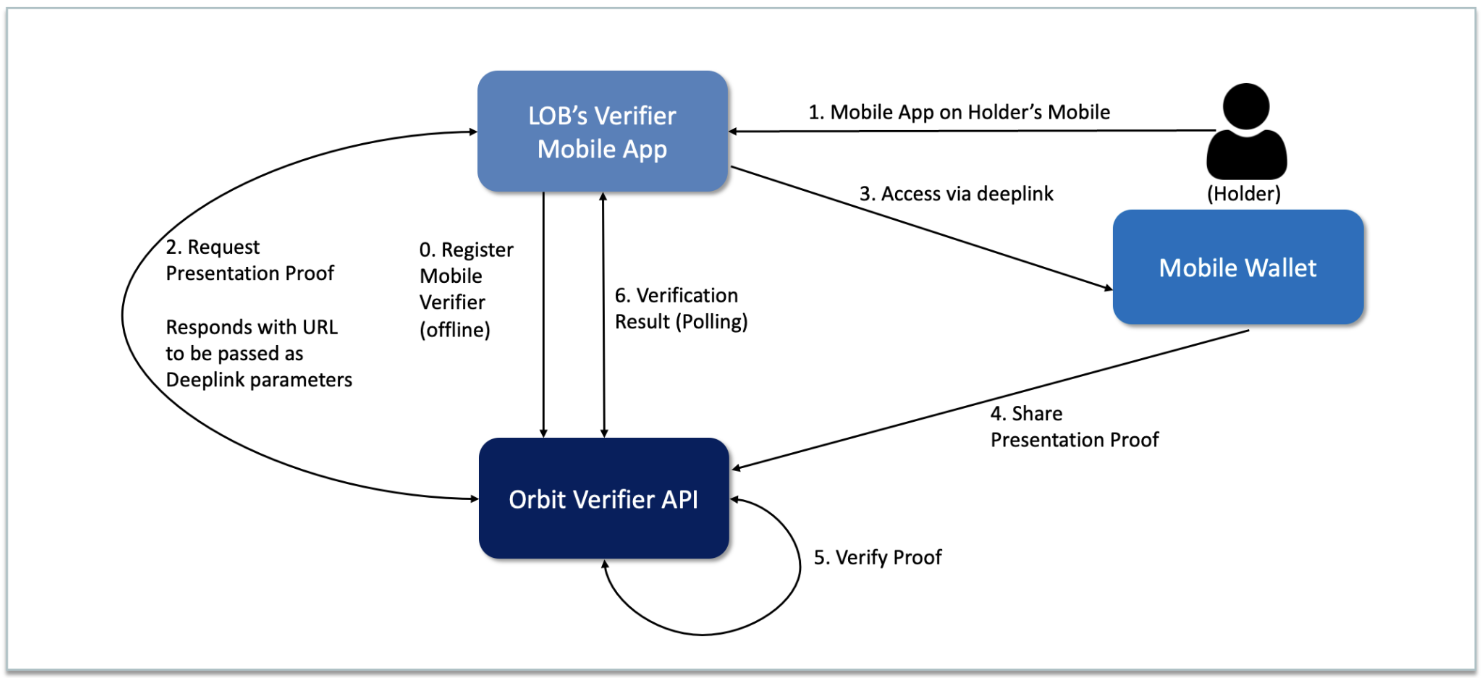 LOB’s Verifier
Mobile App
1. Mobile App on Holder’s Mobile
(Holder)
3. Access via deeplink
Mobile Wallet
2. Request
Presentation Proof
Responds with URL
to be passed as
Deeplink parameters
0. Register
Mobile
Verifier
(offline)
6. Verification
Result (Polling)
4. Share
Presentation Proof
Orbit Verifier API
5. Verify Proof